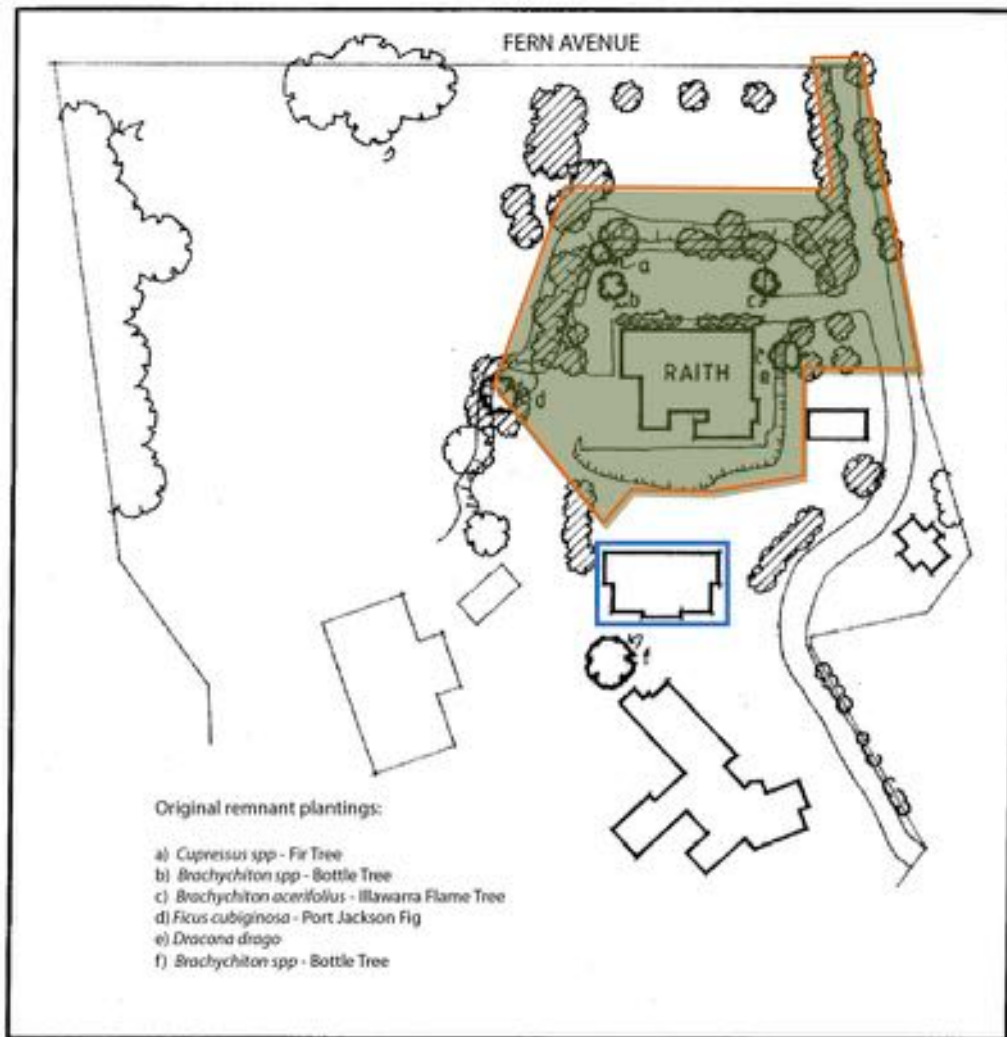 FERN AVENUE
a
b
c
RAITH
e
d
f
Original remnant plantings:
a) Cupressus spp - Fir Tree
b) Brachychiton spp - Bottle Tree
c) Brachychiton acerifolius - Illawarra Flame Tree
d) Ficus cubiginosa - Port Jackson Fig
e) Dracona drago
f) Brachychiton spp - Bottle Tree